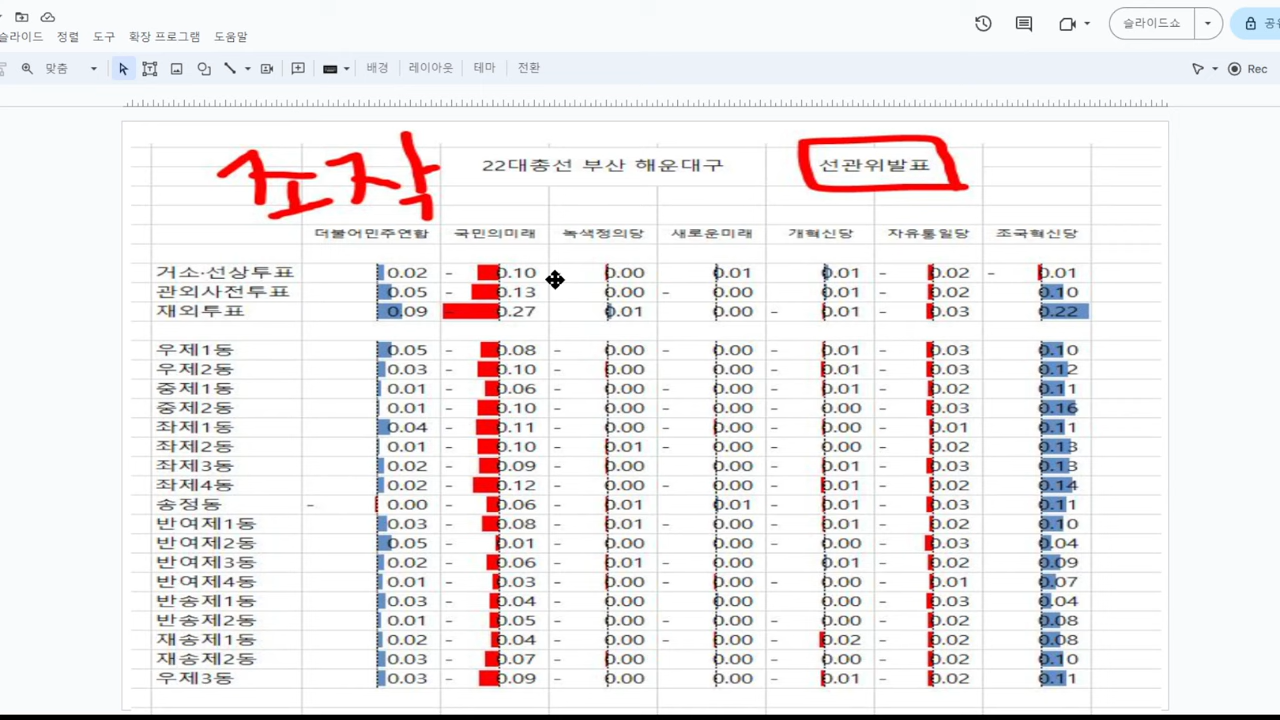 슬라이드 정렬 도구 확장 프로그램 도움말 슬라이드쇼
맞춤 배경 레이아웃 테마 전환 Rec
조작 22대총선 부산 해운대구 선관위발표
더불어민주연합 국민의미래 녹색정의당 새로운미래 개혁신당 자유통일당 조국혁신당
거소·선상투표 0.02 - 0.10 0.00 0.01 0.01 - 0.02 - 0.01
관외사전투표 0.05 - 0.13 0.00 - 0.00 0.01 - 0.02 0.10
재외투표 0.09 - 0.27 0.01 0.00 - 0.01 - 0.03 0.22
우제1동 0.05 - 0.08 - 0.00 0.00 - 0.01 - 0.03 0.10
우제2동 0.03 - 0.10 - 0.00 0.00 - 0.01 - 0.03 0.12
중제1동 0.01 - 0.06 - 0.00 - 0.00 - 0.01 - 0.02 0.11
중제2동 0.01 - 0.10 - 0.00 - 0.00 - 0.00 - 0.03 0.16
좌제1동 0.04 - 0.11 - 0.00 - 0.00 - 0.01 - 0.01 0.11
좌제2동 0.01 - 0.10 - 0.01 - 0.00 - 0.00 - 0.02 0.13
좌제3동 0.02 - 0.09 - 0.00 0.00 - 0.01 - 0.03 0.13
좌제4동 0.02 - 0.12 - 0.00 - 0.00 - 0.01 - 0.02 0.14
송정동 - 0.00 - 0.06 - 0.01 0.01 - 0.01 - 0.03 0.11
반여제1동 0.03 - 0.08 - 0.01 - 0.00 - 0.01 - 0.02 0.10
반여제2동 0.05 - 0.01 - 0.00 - 0.00 - 0.00 - 0.03 0.04
반여제3동 0.02 - 0.06 - 0.01 - 0.00 0.01 - 0.02 0.09
반여제4동 0.01 - 0.03 - 0.00 - 0.00 - 0.00 - 0.01 0.07
반송제1동 0.03 - 0.04 - 0.00 - 0.00 - 0.00 - 0.03 0.04
반송제2동 0.01 - 0.05 - 0.00 - 0.00 - 0.00 - 0.02 0.08
재송제1동 0.02 - 0.04 - 0.00 - 0.00 - 0.02 - 0.02 0.08
재송제2동 0.03 - 0.07 - 0.00 0.00 - 0.00 - 0.02 0.10
우제3동 0.03 - 0.09 - 0.00 0.00 - 0.01 - 0.02 0.11